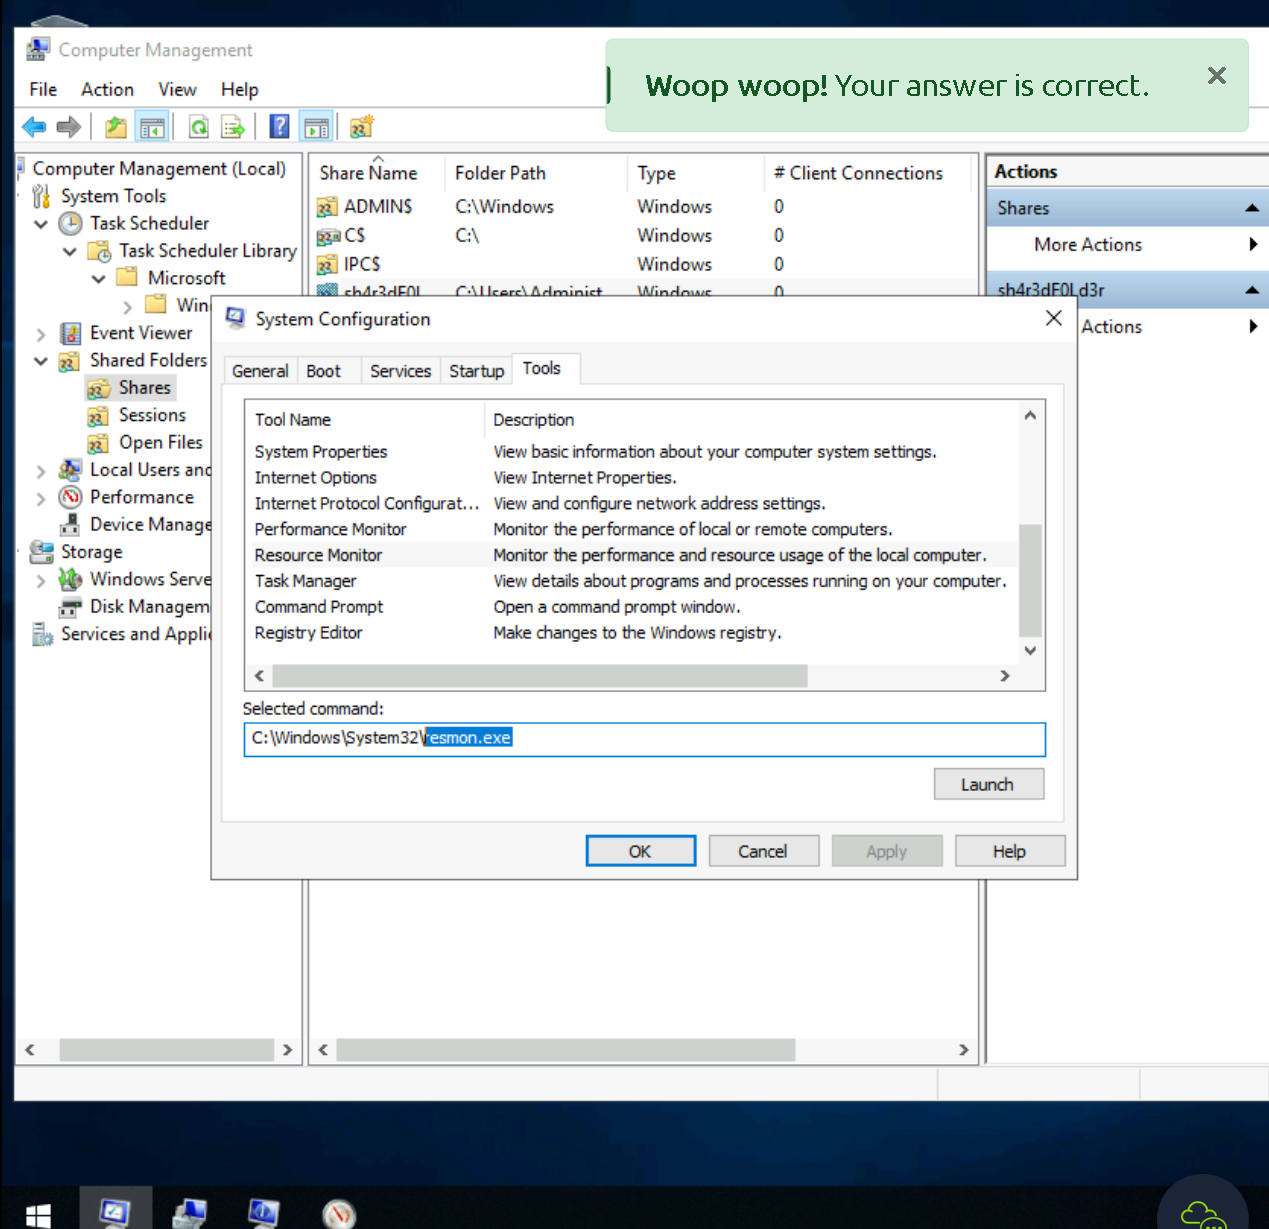 Computer Management
Woop woop! Your answer is correct.
File Action View Help
Computer Management (Local)
System Tools
Task Scheduler
Task Scheduler Library
Microsoft
Win
Event Viewer
Shared Folders
Shares
Sessions
Open Files
Local Users and
Performance
Device Manage
Storage
Windows Serve
Disk Managem
Services and Applic
Share Name Folder Path Type # Client Connections
ADMIN$ C:\Windows Windows 0
C$ C:\ Windows 0
IPC$ Windows 0
sh4r3dF0L C:\Users\Administ Windows 0
Actions
Shares
More Actions
sh4r3dF0Ld3r
Actions
System Configuration
General Boot Services Startup Tools
Tool Name Description
System Properties View basic information about your computer system settings.
Internet Options View Internet Properties.
Internet Protocol Configurat... View and configure network address settings.
Performance Monitor Monitor the performance of local or remote computers.
Resource Monitor Monitor the performance and resource usage of the local computer.
Task Manager View details about programs and processes running on your computer.
Command Prompt Open a command prompt window.
Registry Editor Make changes to the Windows registry.
Selected command:
C:\Windows\System32\resmon.exe
Launch
OK Cancel Apply Help